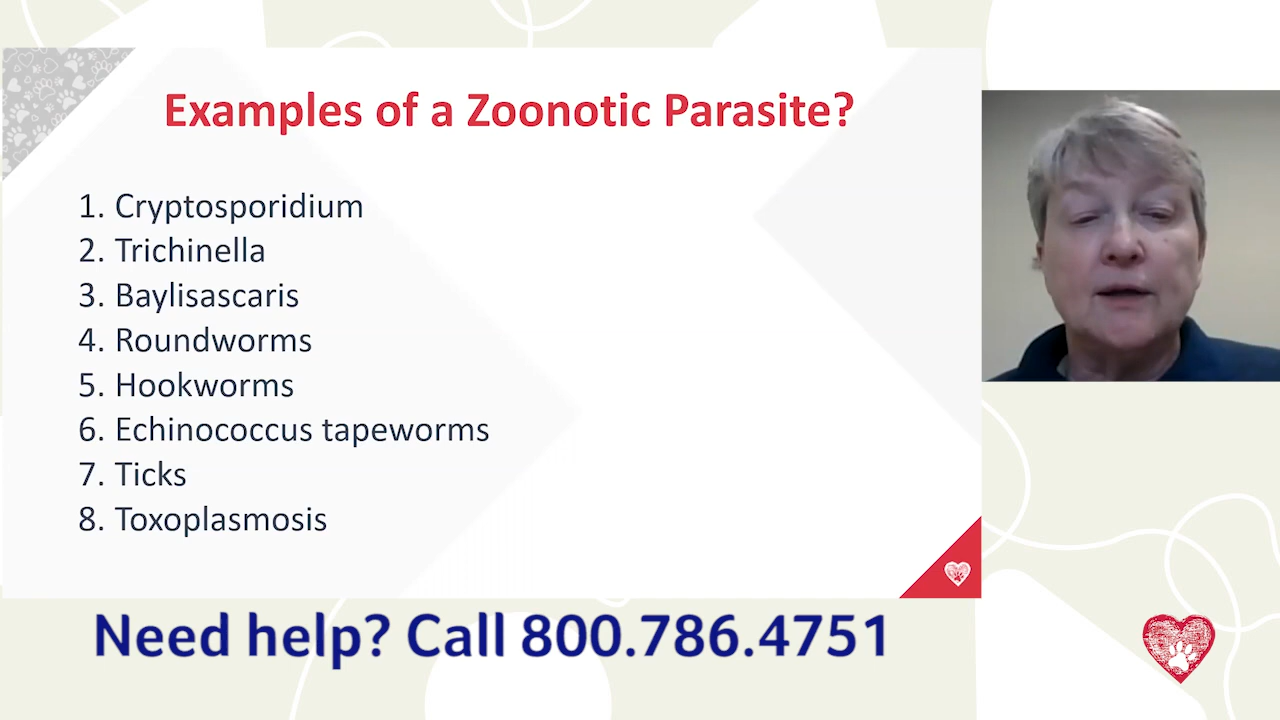 Examples of a Zoonotic Parasite?
1. Cryptosporidium
2. Trichinella
3. Baylisascaris
4. Roundworms
5. Hookworms
6. Echinococcus tapeworms
7. Ticks
8. Toxoplasmosis
Need help? Call 800.786.4751